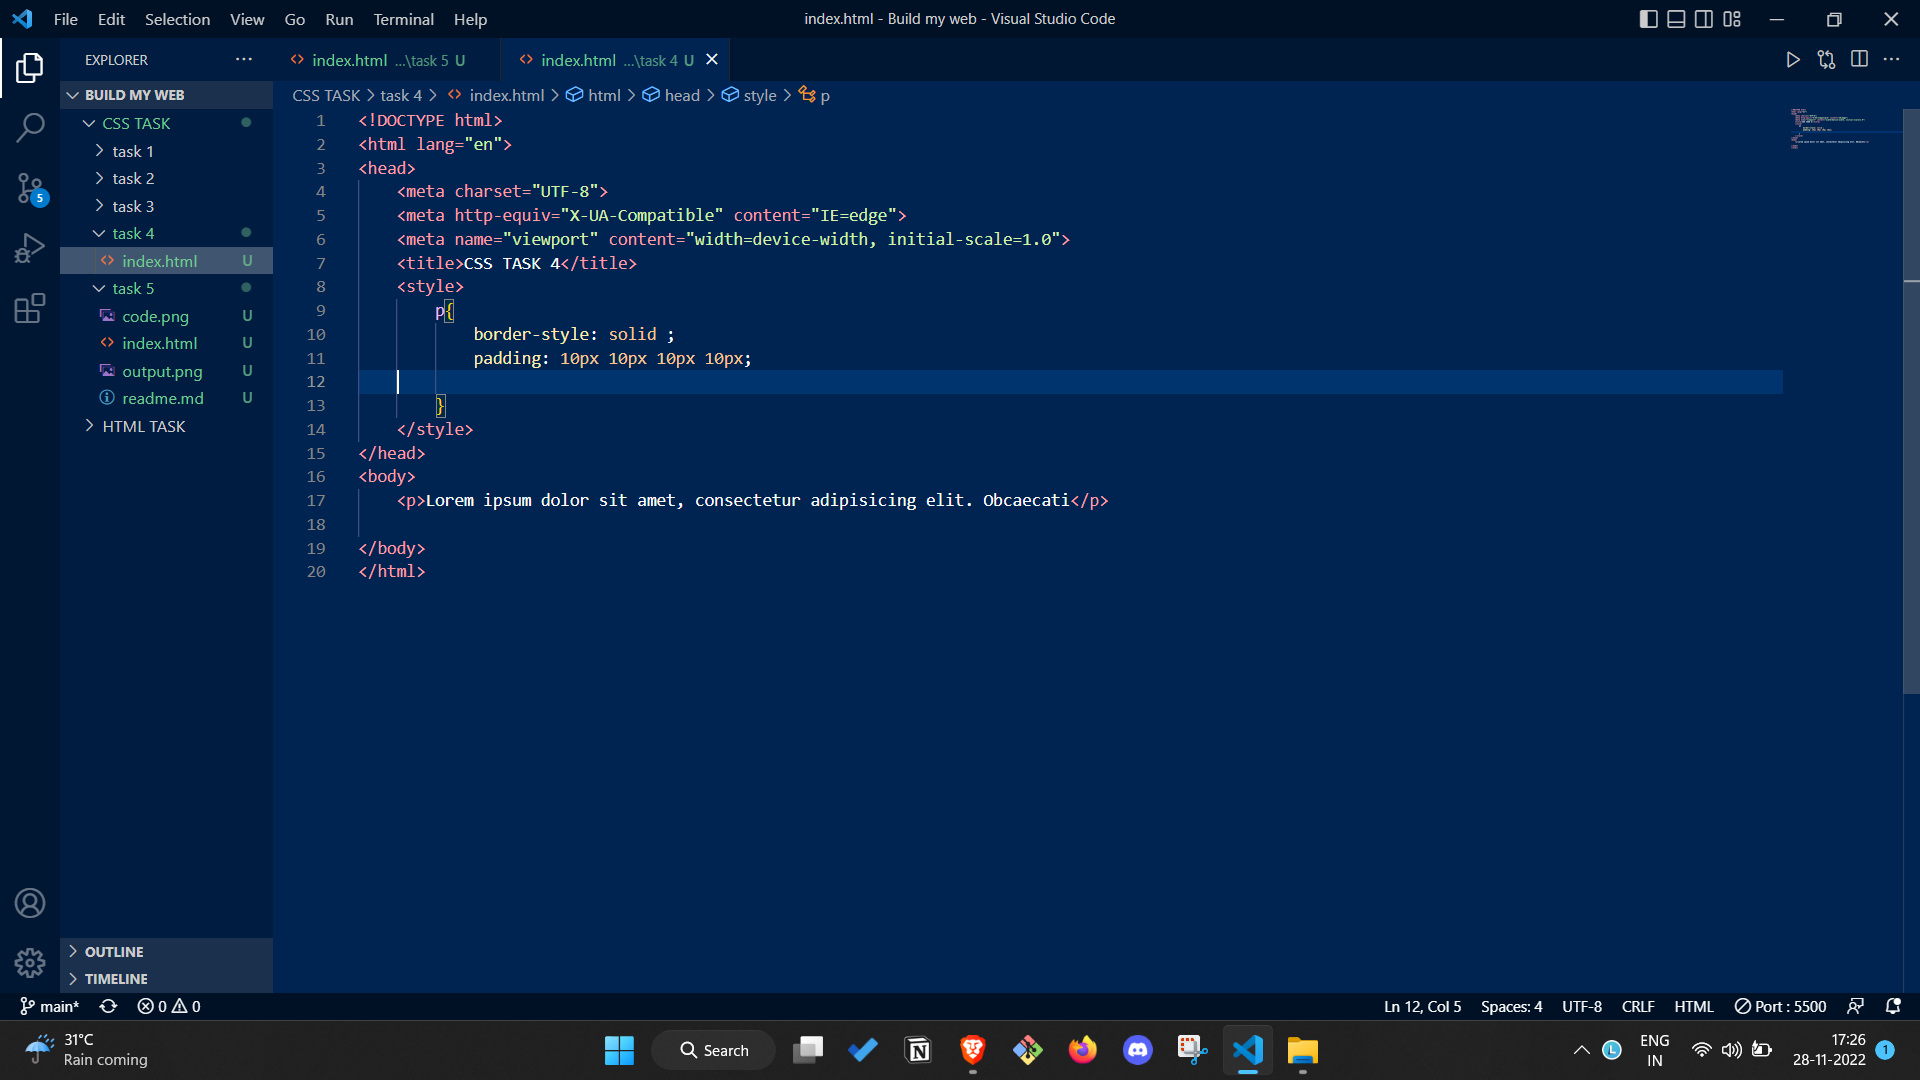 File Edit Selection View Go Run Terminal Help
index.html - Build my web - Visual Studio Code
EXPLORER
BUILD MY WEB
CSS TASK
task 1
task 2
task 3
task 4
index.html U
task 5
code.png U
index.html U
output.png U
readme.md U
HTML TASK
OUTLINE
TIMELINE
5
index.html ...\task 5 U
index.html ...\task 4 U
CSS TASK > task 4 > index.html > html > head > style > p
1 <!DOCTYPE html>
2 <html lang="en">
3 <head>
4 <meta charset="UTF-8">
5 <meta http-equiv="X-UA-Compatible" content="IE=edge">
6 <meta name="viewport" content="width=device-width, initial-scale=1.0">
7 <title>CSS TASK 4</title>
8 <style>
9 p{
10 border-style: solid ;
11 padding: 10px 10px 10px 10px;
12
13 }
14 </style>
15 </head>
16 <body>
17 <p>Lorem ipsum dolor sit amet, consectetur adipisicing elit. Obcaecati</p>
18
19 </body>
20 </html>
main* 0 0
Ln 12, Col 5 Spaces: 4 UTF-8 CRLF HTML Port : 5500
31°C
Rain coming
Search
L
ENG
IN
17:26
28-11-2022
1